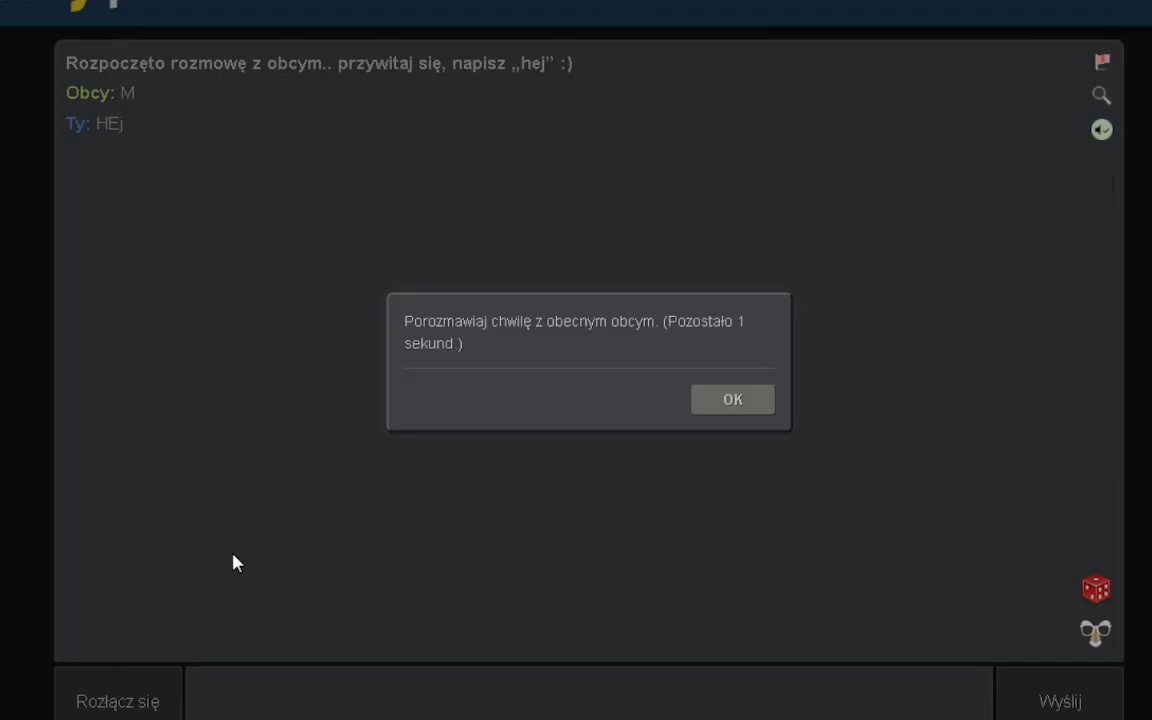 Rozpoczęto rozmowę z obcym.. przywitaj się, napisz „hej” :)
Obcy: M
Ty: HEj
Porozmawiaj chwilę z obecnym obcym. (Pozostało 1
sekund.)
OK
Rozłącz się
Wyślij